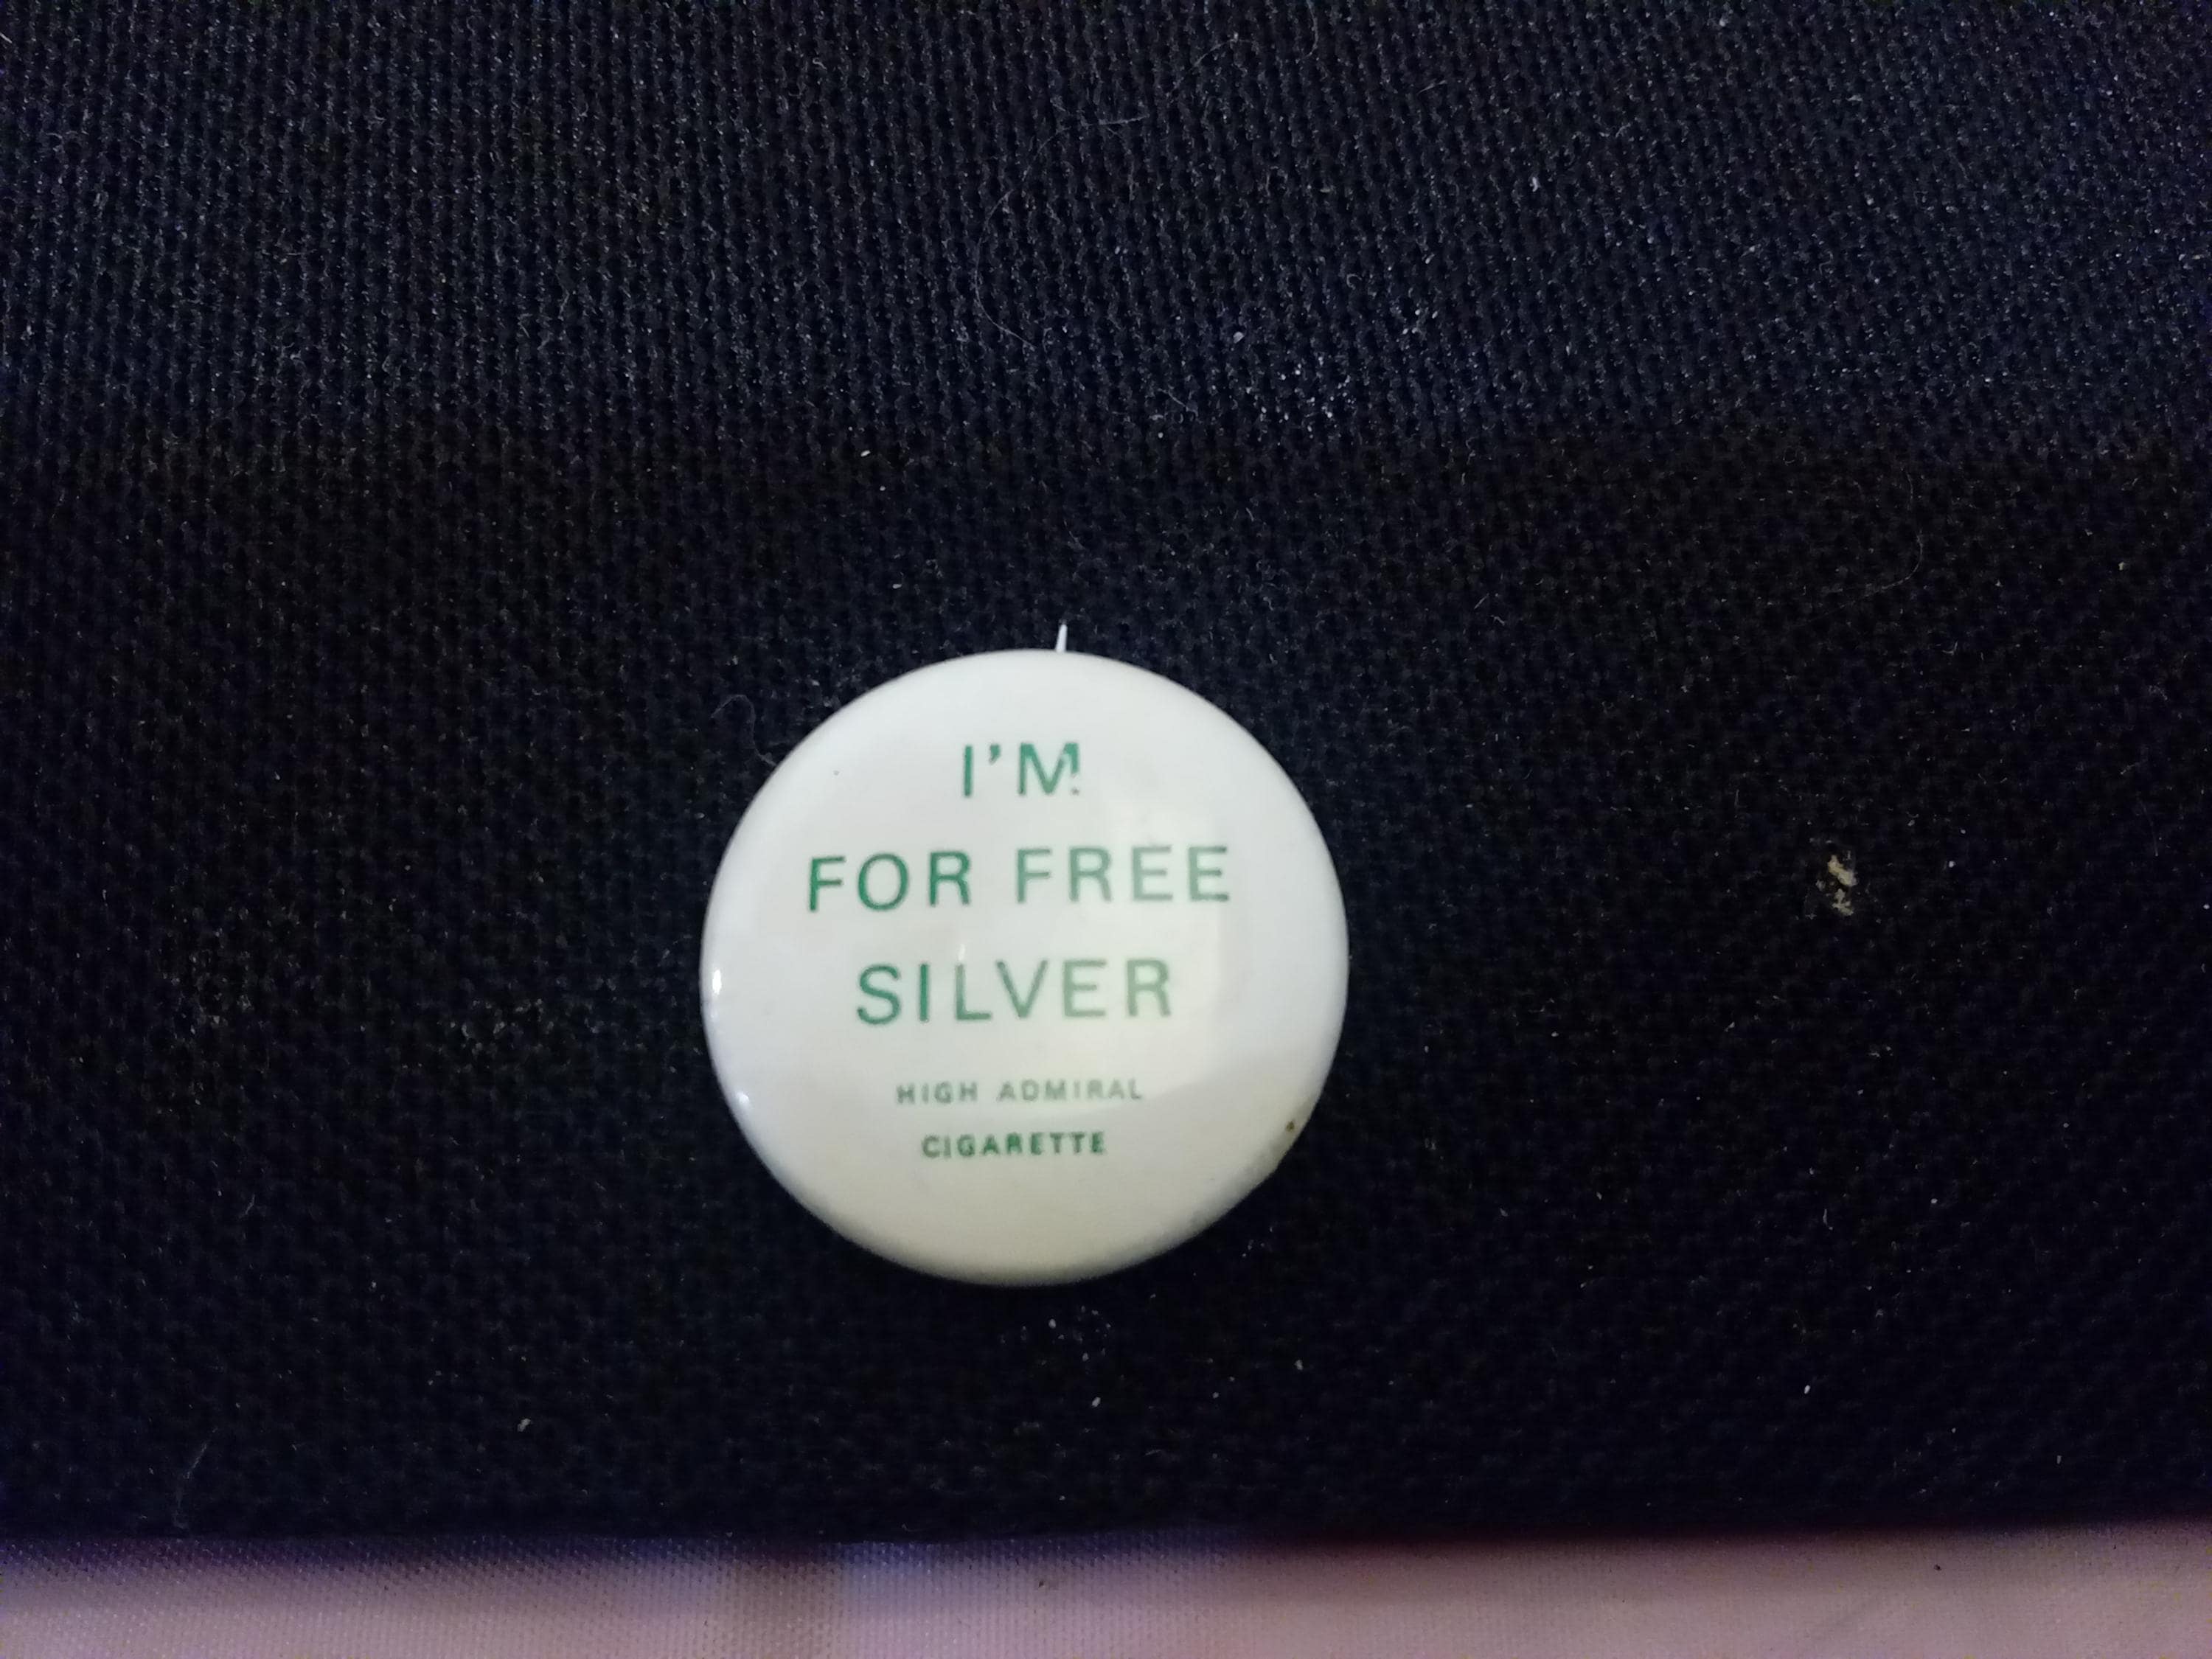 I'M
FOR FREE
SILVER
HIGH ADMIRAL
CIGARETTE